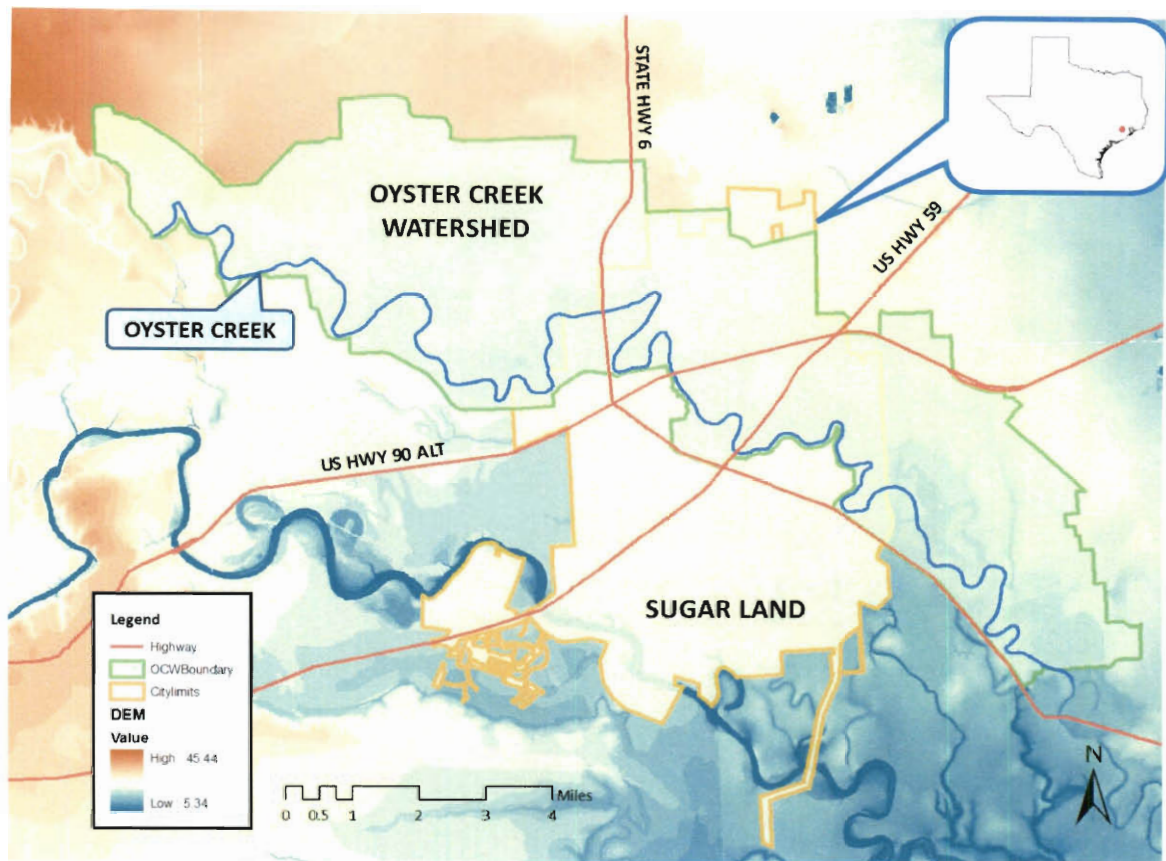 STATE HWY 6
OYSTER CREEK
WATERSHED
US HWY 59
OYSTER CREEK
US HWY 90 ALT
SUGAR LAND
Legend
Highway
OCWBoundary
Citylimits
DEM
Value
High 45.44
Low 5.34
Miles
0 0.5 1 2 3 4
N